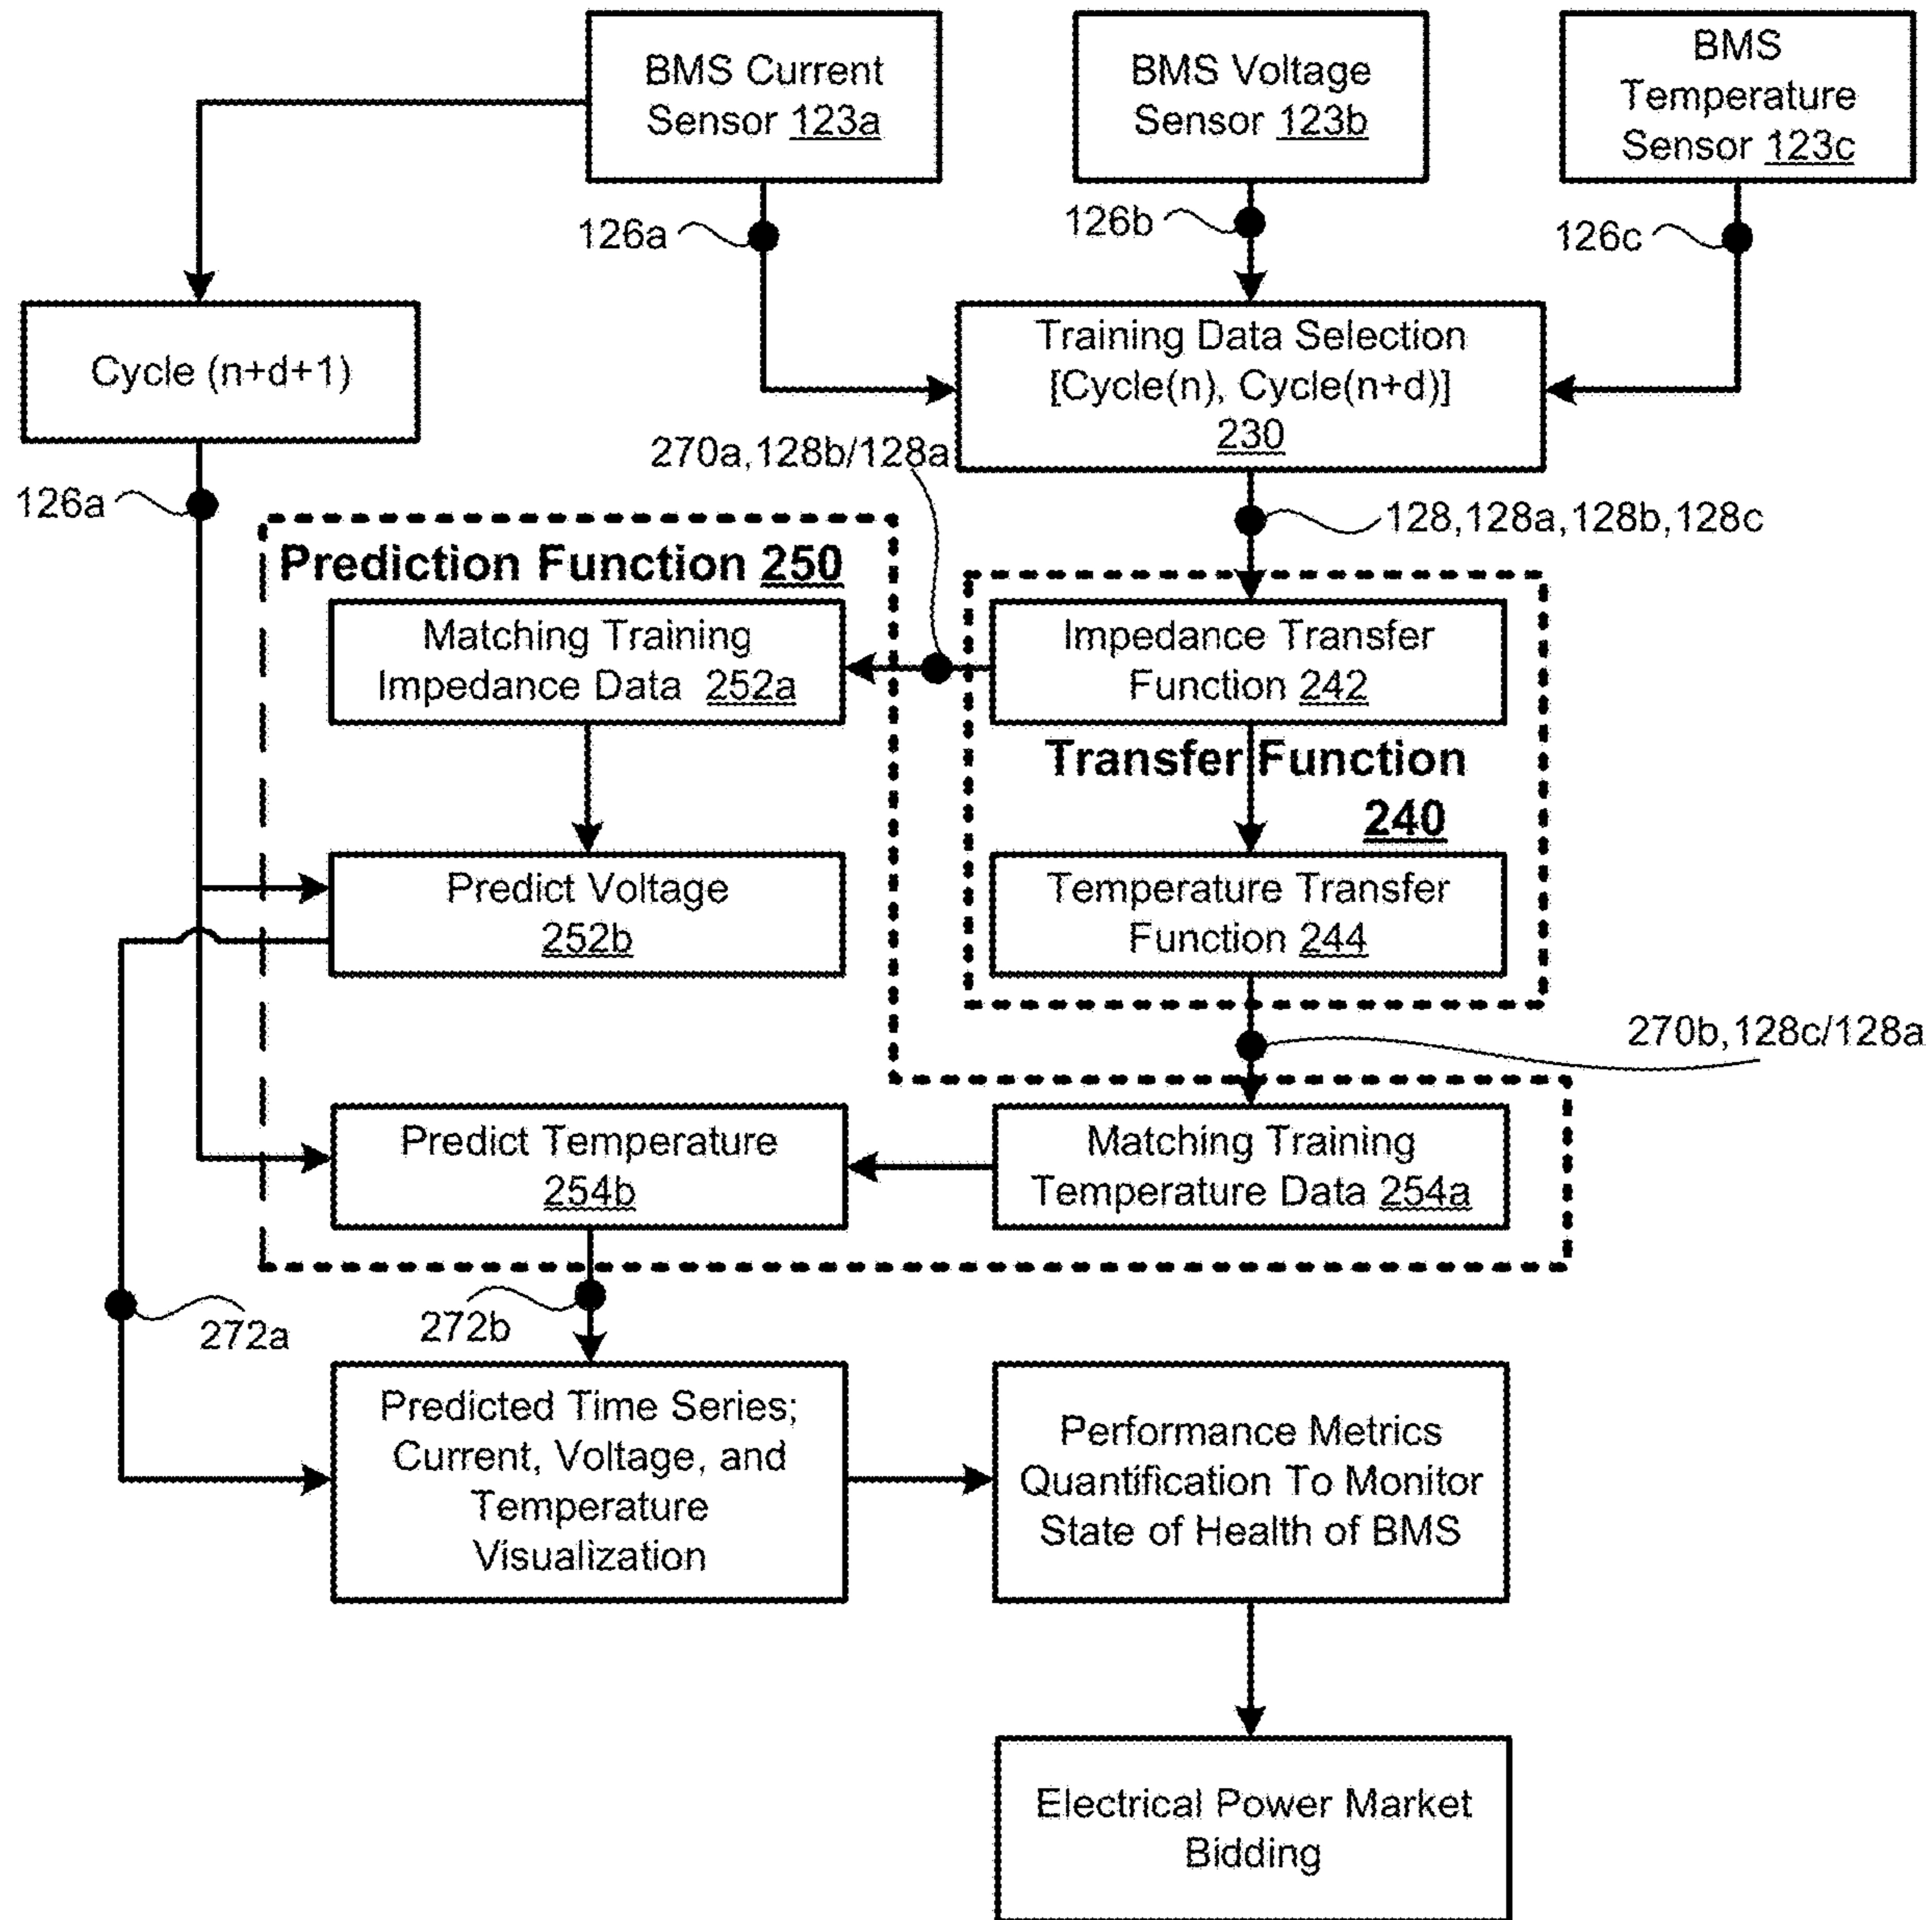 BMS Current
Sensor 123a
BMS Voltage
Sensor 123b
BMS
Temperature
Sensor 123c
126a
126b
126c
Cycle (n+d+1)
Training Data Selection
[Cycle(n), Cycle(n+d)]
230
270a,128b/128a
126a
128,128a,128b,128c
Prediction Function 250
Matching Training
Impedance Data 252a
Impedance Transfer
Function 242
Transfer Function
240
Predict Voltage
252b
Temperature Transfer
Function 244
270b,128c/128a
Predict Temperature
254b
Matching Training
Temperature Data 254a
272a
272b
Predicted Time Series;
Current, Voltage, and
Temperature
Visualization
Performance Metrics
Quantification To Monitor
State of Health of BMS
Electrical Power Market
Bidding